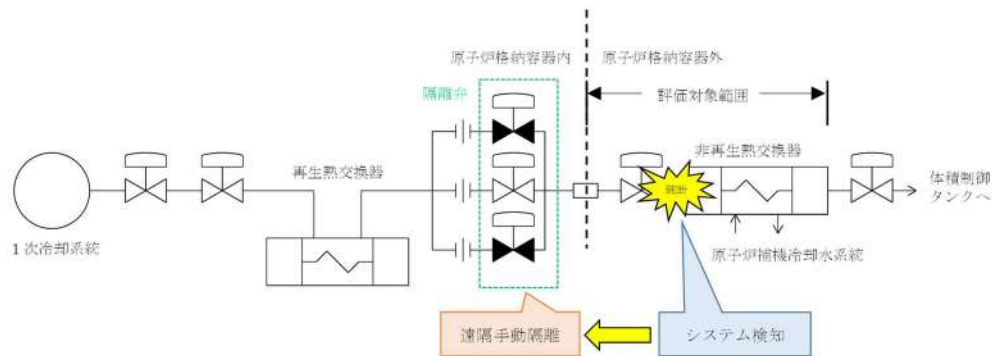 原子炉格納容器内
原子炉格納容器外
隔離弁
評価対象範囲
再生熱交換器
非再生熱交換器
破断
体積制御
タンクへ
1次冷却系統
原子炉補機冷却水系統
遠隔手動隔離
システム検知